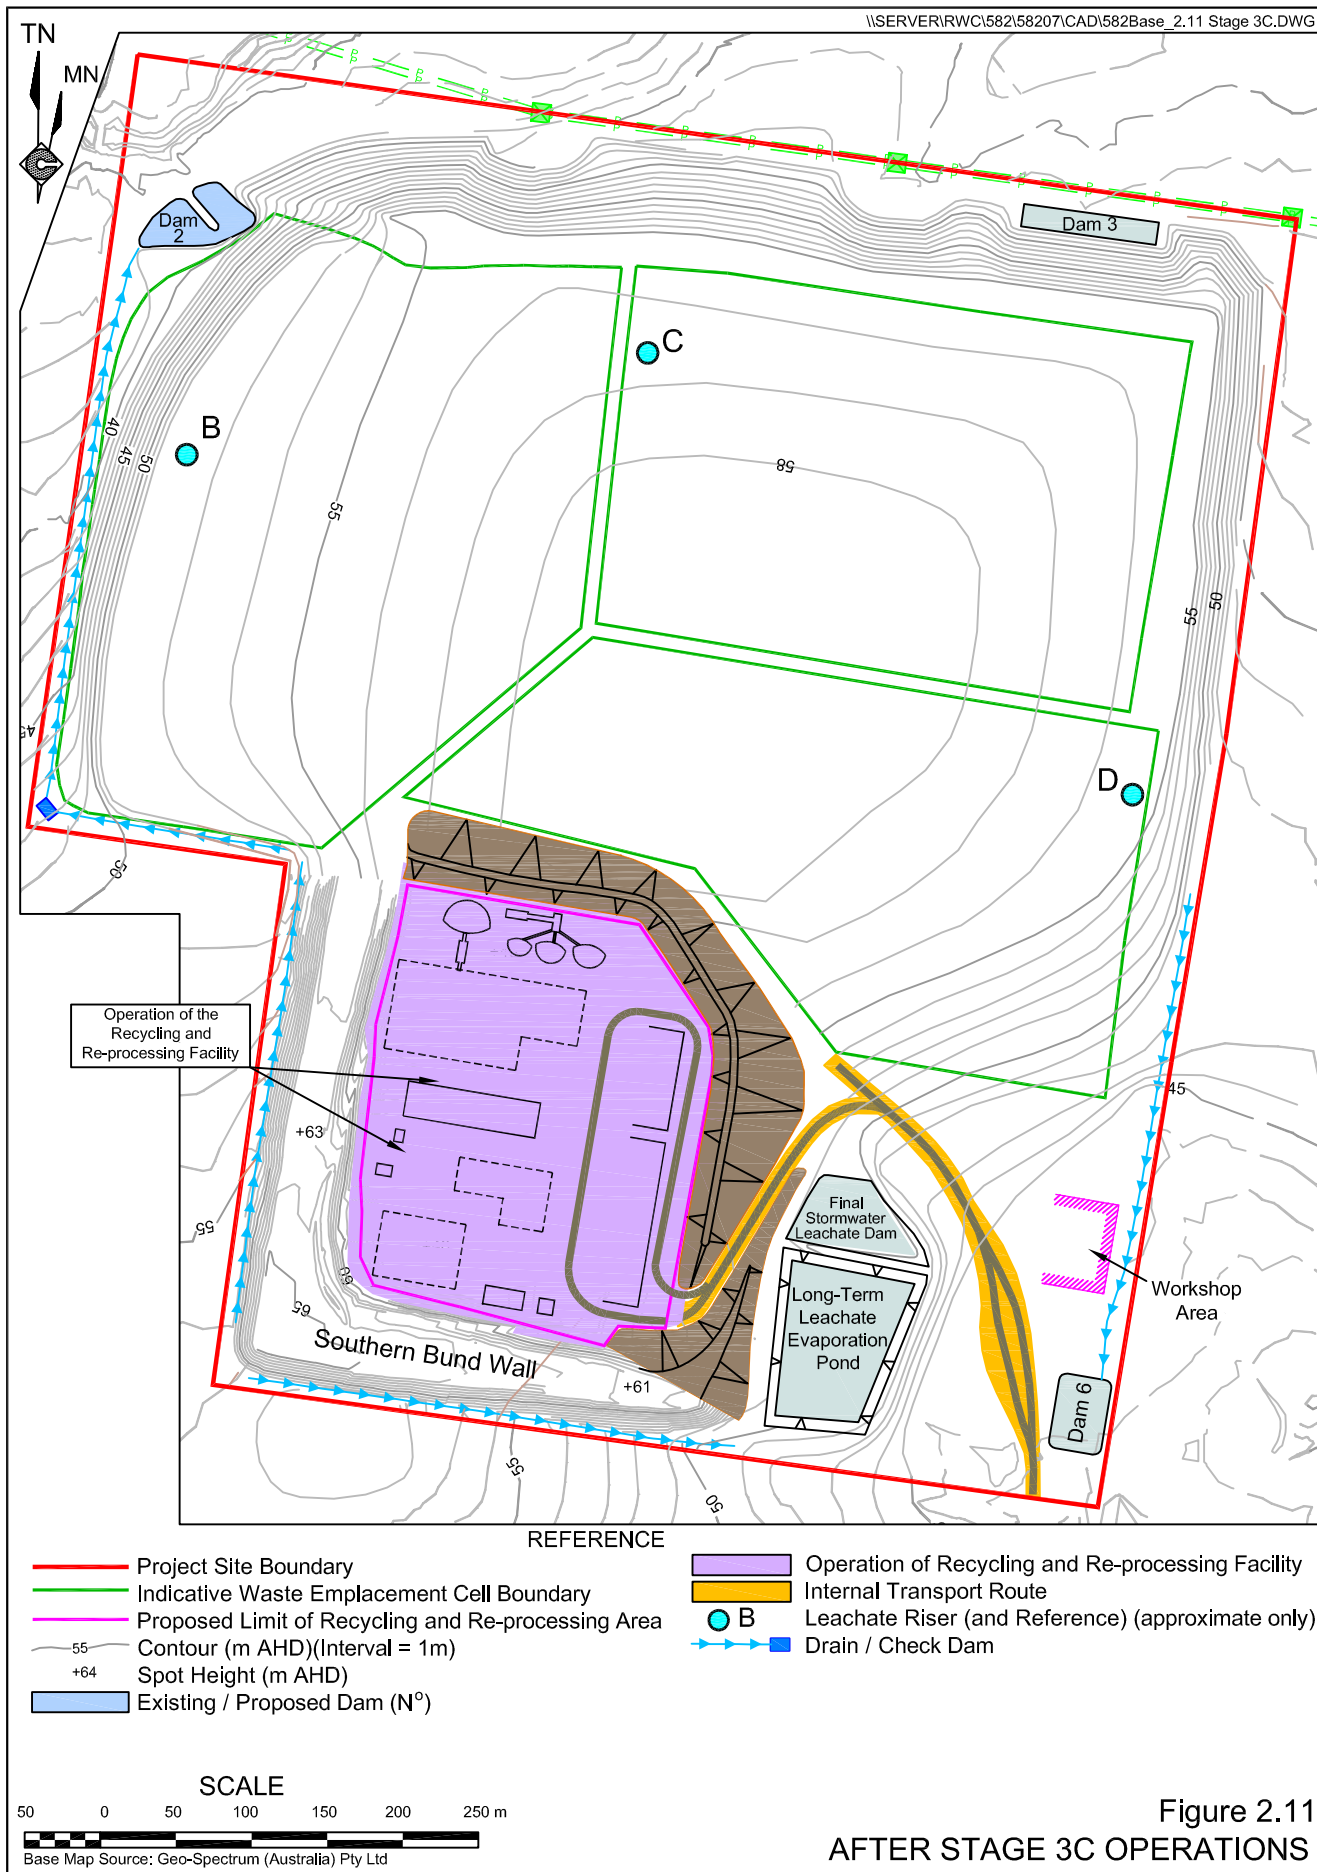 \\SERVER\RWC\582\58207\CAD\582Base_2.11 Stage 3C.DWG
TN
MN
P P P P P P P P
Dam
2
Dam 3
C
B
58
40
45
50
55
55
50
45
D
50
Operation of the
Recycling and
Re-processing Facility
45
+63
55
60
65
Final
Stormwater
Leachate Dam
Long-Term
Leachate
Evaporation
Pond
Workshop
Area
Southern Bund Wall
+61
Dam 6
55
50
REFERENCE
Project Site Boundary
Indicative Waste Emplacement Cell Boundary
Proposed Limit of Recycling and Re-processing Area
55 Contour (m AHD)(Interval = 1m)
+64 Spot Height (m AHD)
Existing / Proposed Dam (N°)
Operation of Recycling and Re-processing Facility
Internal Transport Route
B Leachate Riser (and Reference) (approximate only)
Drain / Check Dam
SCALE
50 0 50 100 150 200 250 m
Base Map Source: Geo-Spectrum (Australia) Pty Ltd
Figure 2.11
AFTER STAGE 3C OPERATIONS